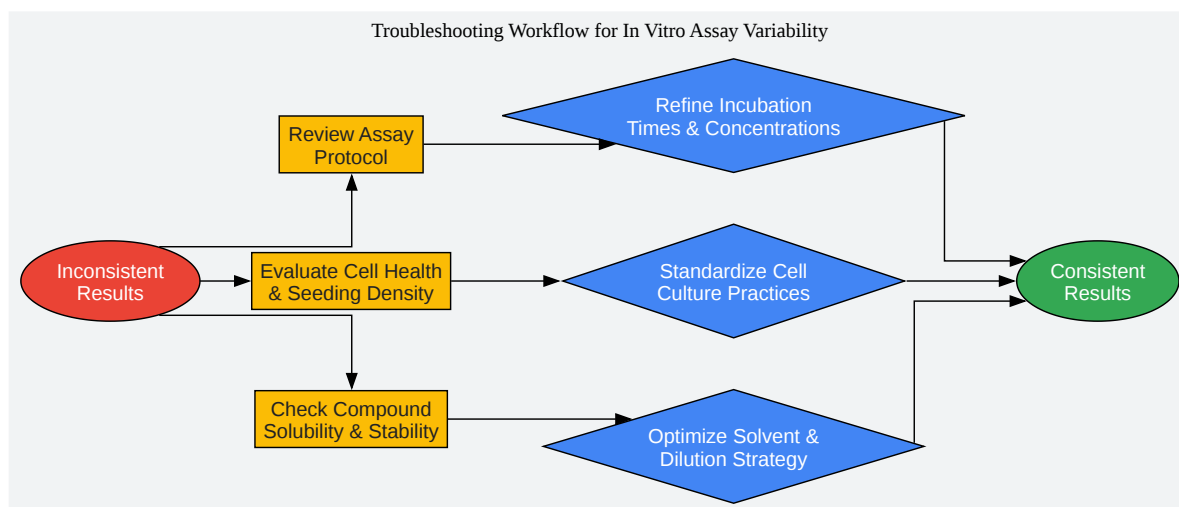 Troubleshooting Workflow for In Vitro Assay Variability
Refine Incubation
Times & Concentrations
Review Assay
Protocol
Inconsistent
Results
Evaluate Cell Health
& Seeding Density
Standardize Cell
Culture Practices
Consistent
Results
Check Compound
Solubility & Stability
Optimize Solvent &
Dilution Strategy